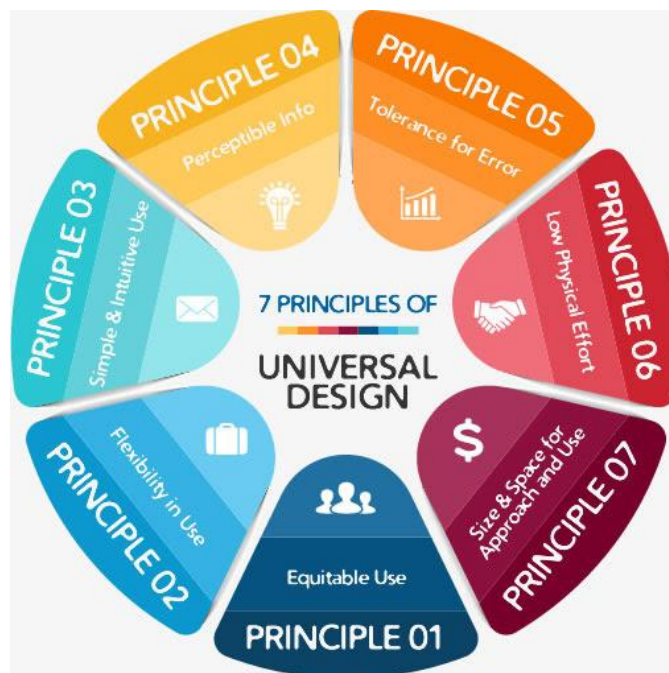 7 PRINCIPLES OF
UNIVERSAL
DESIGN
PRINCIPLE 01
Equitable Use
PRINCIPLE 02
Flexibility in Use
PRINCIPLE 03
Simple & Intuitive Use
PRINCIPLE 04
Perceptible Info
PRINCIPLE 05
Tolerance for Error
PRINCIPLE 06
Low Physical Effort
PRINCIPLE 07
Size & Space for
Approach and Use
$